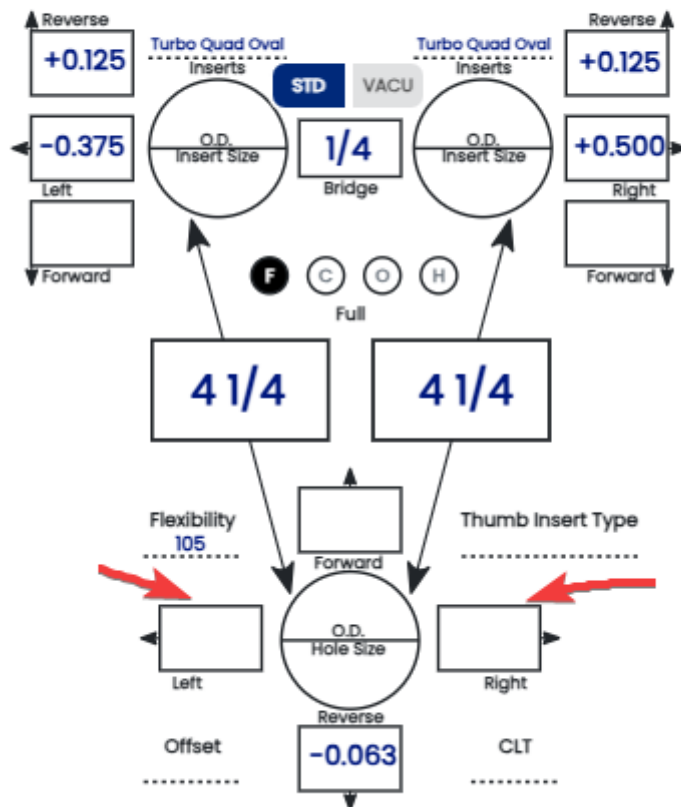 Reverse
Reverse
+0.125
Turbo Quad Oval
Turbo Quad Oval
+0.125
Inserts
Inserts
STD
VACU
-0.375
O.D.
Insert Size
1/4
O.D.
Insert Size
+0.500
Left
Bridge
Right
Forward
Forward
F
C
O
H
Full
4 1/4
4 1/4
Flexibility
105
Thumb Insert Type
Forward
O.D.
Hole Size
Left
Right
Reverse
Offset
-0.063
CLT